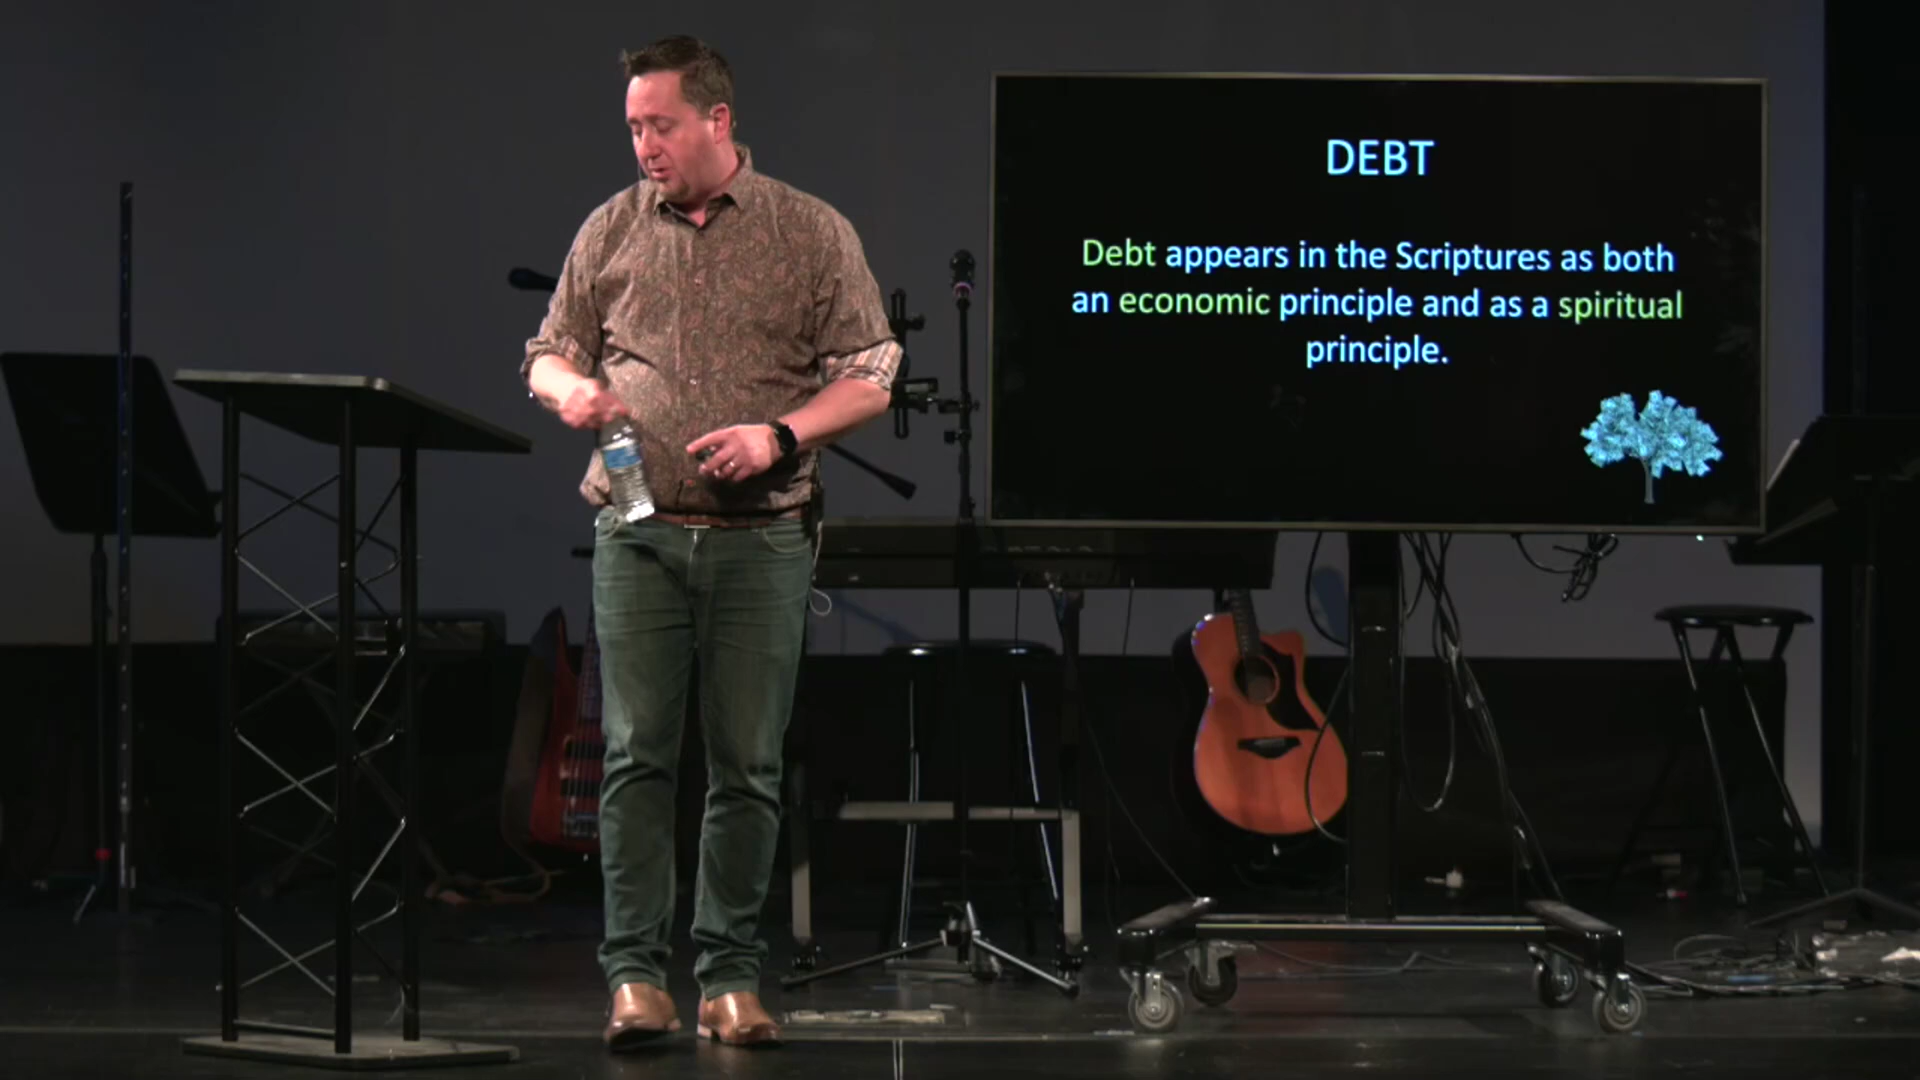 DEBT
Debt appears in the Scriptures as both
an economic principle and as a spiritual
principle.